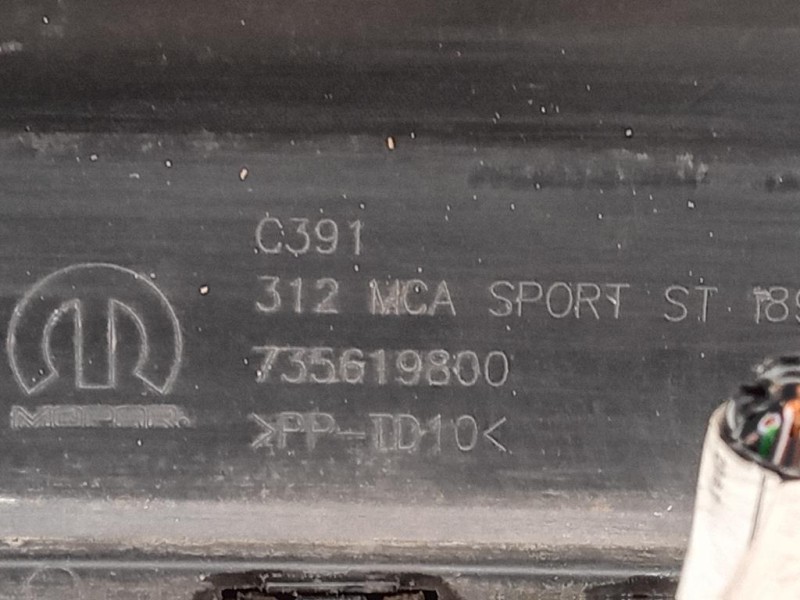 C391
312 MCA SPORT ST
735619800
>PP-TD10<
MOPAR